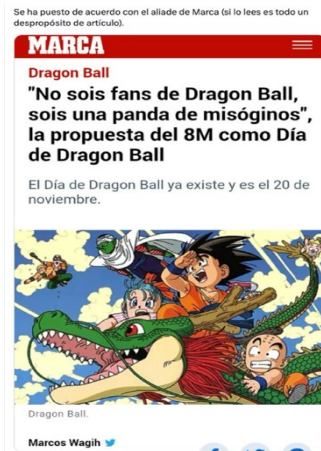 Se ha puesto de acuerdo con el aliade de Marca (si lo lees es todo un
despropósito de artículo).
MARCA
Dragon Ball
"No sois fans de Dragon Ball,
sois una panda de misóginos",
la propuesta del 8M como Día
de Dragon Ball
El Día de Dragon Ball ya existe y es el 20 de
noviembre.
Dragon Ball.
Marcos Wagih